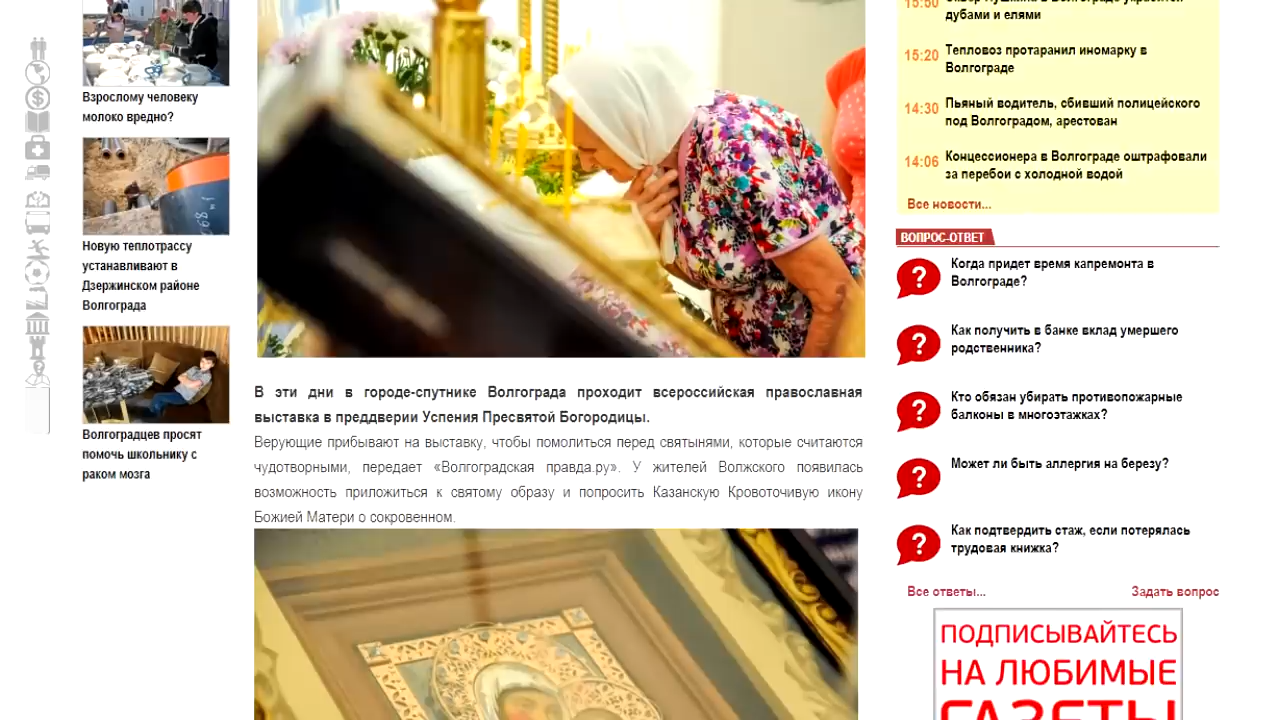 Взрослому человеку
молоко вредно?
Новую теплотрассу
устанавливают в
Дзержинском районе
Волгограда
Волгоградцев просят
помочь школьнику с
раком мозга
В эти дни в городе-спутнике Волгограда проходит всероссийская православная
выставка в преддверии Успения Пресвятой Богородицы.
Верующие прибывают на выставку, чтобы помолиться перед святынями, которые считаются
чудотворными, передает «Волгоградская правда.ру». У жителей Волжского появилась
возможность приложиться к святому образу и попросить Казанскую Кровоточивую икону
Божией Матери о сокровенном.
15:50
дубами и елями
15:20 Тепловоз протаранил иномарку в
Волгограде
14:30 Пьяный водитель, сбивший полицейского
под Волгоградом, арестован
14:06 Концессионера в Волгограде оштрафовали
за перебои с холодной водой
Все новости...
ВОПРОС-ОТВЕТ
Когда придет время капремонта в
Волгограде?
Как получить в банке вклад умершего
родственника?
Кто обязан убирать противопожарные
балконы в многоэтажках?
Может ли быть аллергия на березу?
Как подтвердить стаж, если потерялась
трудовая книжка?
Все ответы... Задать вопрос
ПОДПИСЫВАЙТЕСЬ
НА ЛЮБИМЫЕ
ГАЗЕТЫ